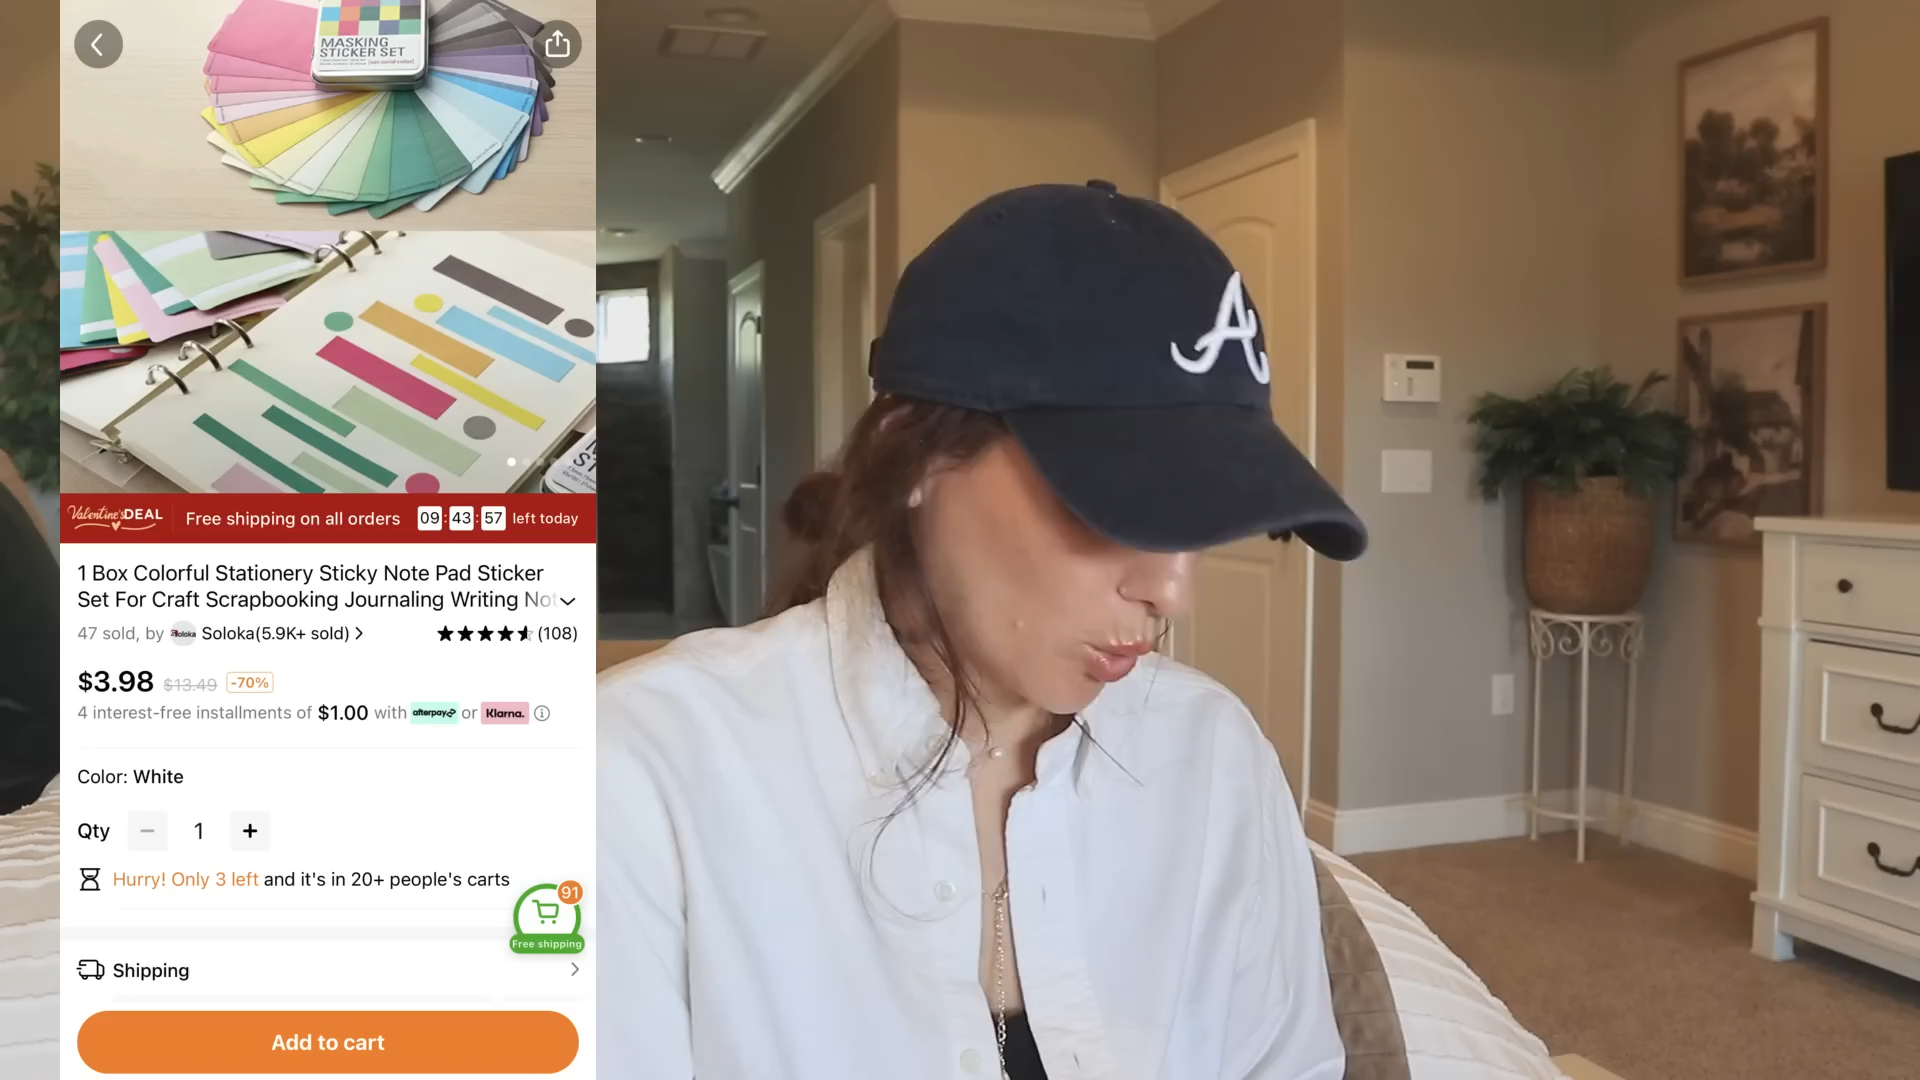 MASKING
STICKER SET
Valentine's DEAL
Free shipping on all orders 09:43:57 left today
1 Box Colorful Stationery Sticky Note Pad Sticker
Set For Craft Scrapbooking Journaling Writing Not
47 sold, by Soloka Soloka(5.9K+ sold)
(108)
$3.98 $13.49 -70%
4 interest-free installments of $1.00 with afterpay or Klarna.
Color: White
Qty − 1 +
Hurry! Only 3 left and it's in 20+ people's carts
91
Free shipping
Shipping
Add to cart
A